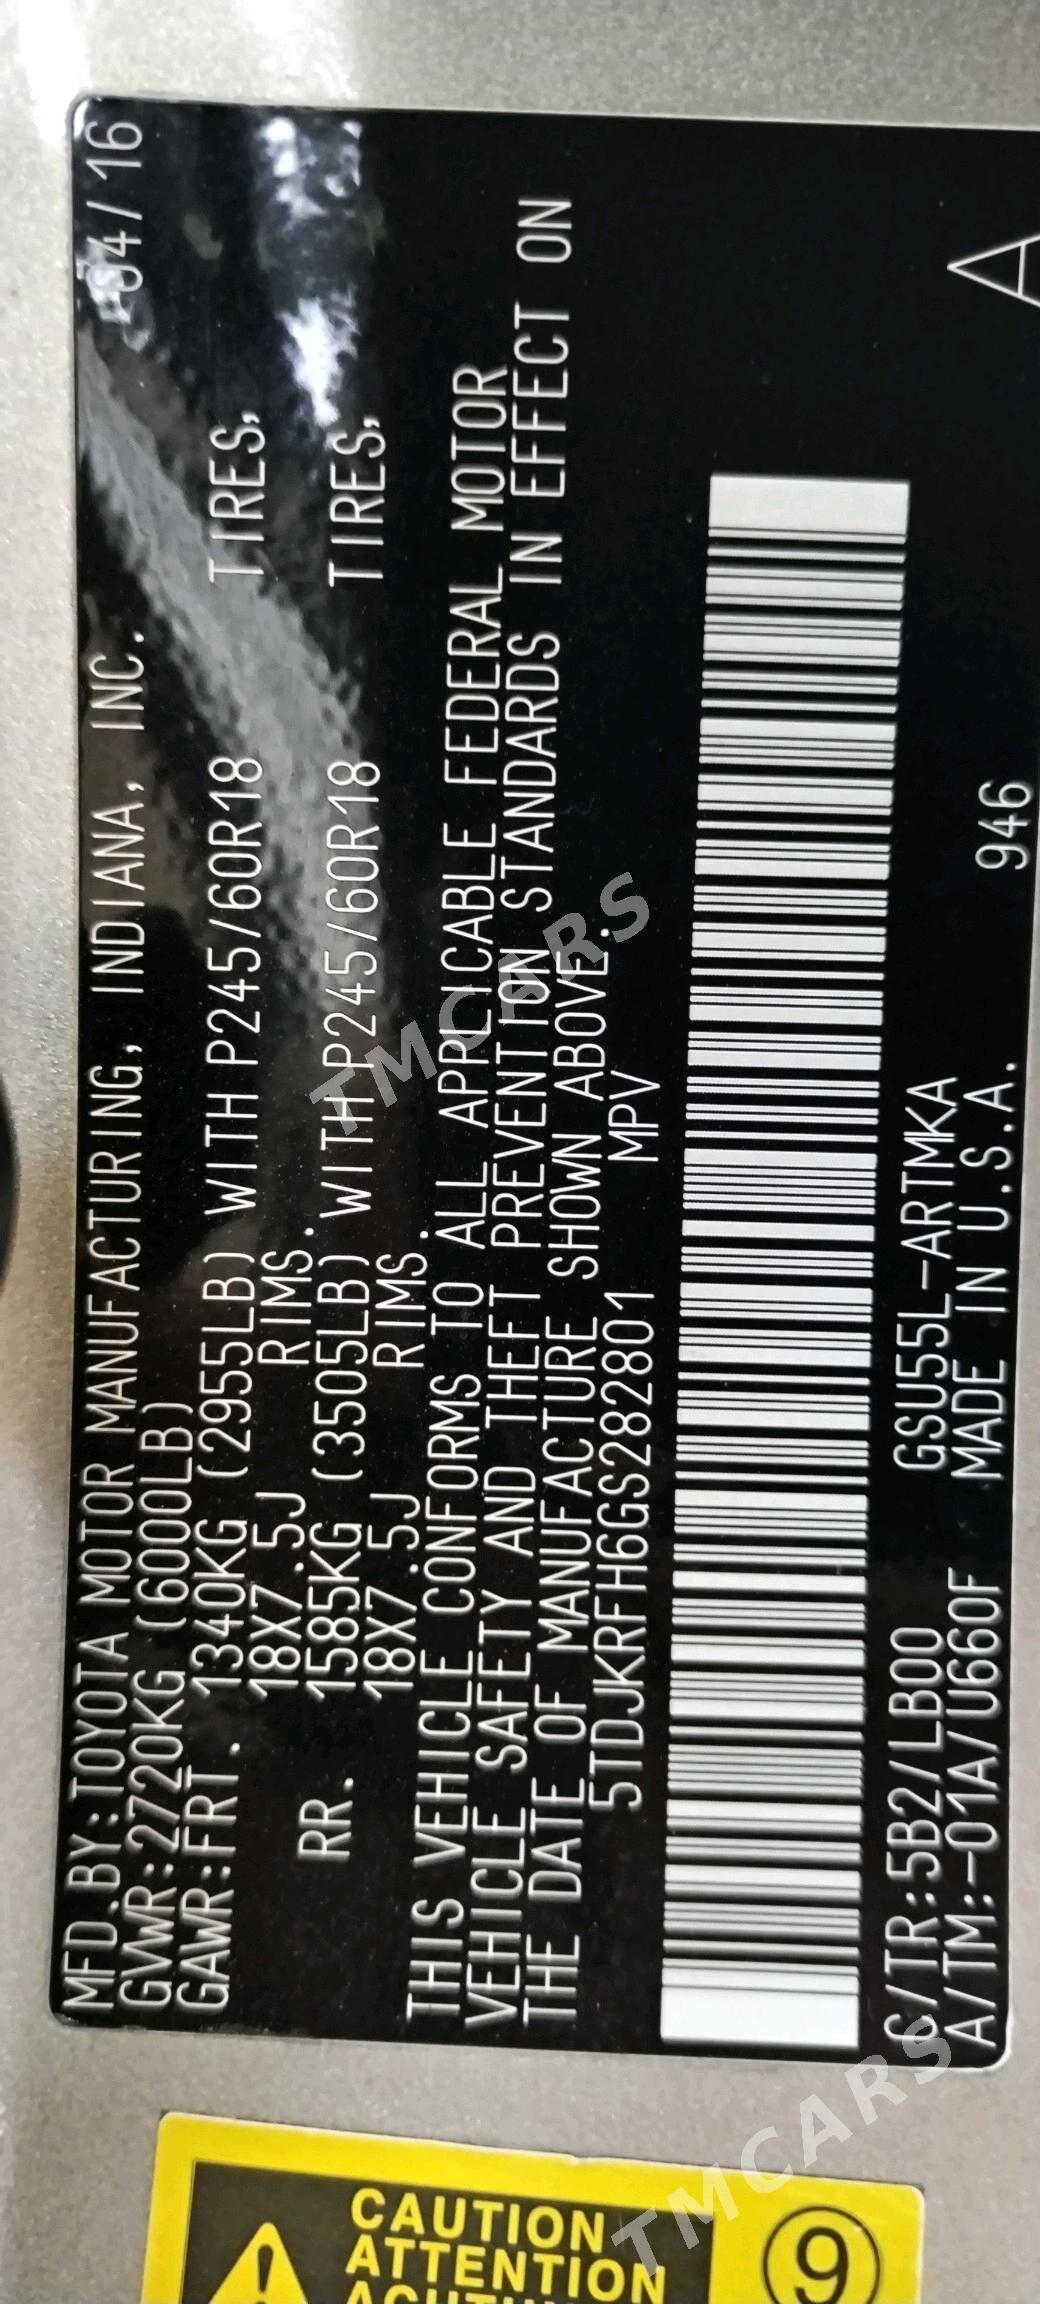 MFD.BY:TOYOTA MOTOR MANUFACTURING, INDIANA, INC. 04/16
GVWR:2720KG (6000LB)
GAWR:FRT. 1340KG (2955LB) WITH P245/60R18 TIRES,
18X7.5J RIMS.
RR. 1585KG (3505LB) WITH P245/60R18 TIRES,
18X7.5J RIMS.
THIS VEHICLE CONFORMS TO ALL APPLICABLE FEDERAL MOTOR
VEHICLE SAFETY AND THEFT PREVENTION STANDARDS IN EFFECT ON
THE DATE OF MANUFACTURE SHOWN ABOVE.
5TDJKRFH6GS282801 MPV
C/TR:5B2/LB00 GSU55L-ARTMKA
A/TM:-01A/U660F MADE IN U.S.A. 946
A
CAUTION
ATTENTION
9
TMCARS
TMCARS